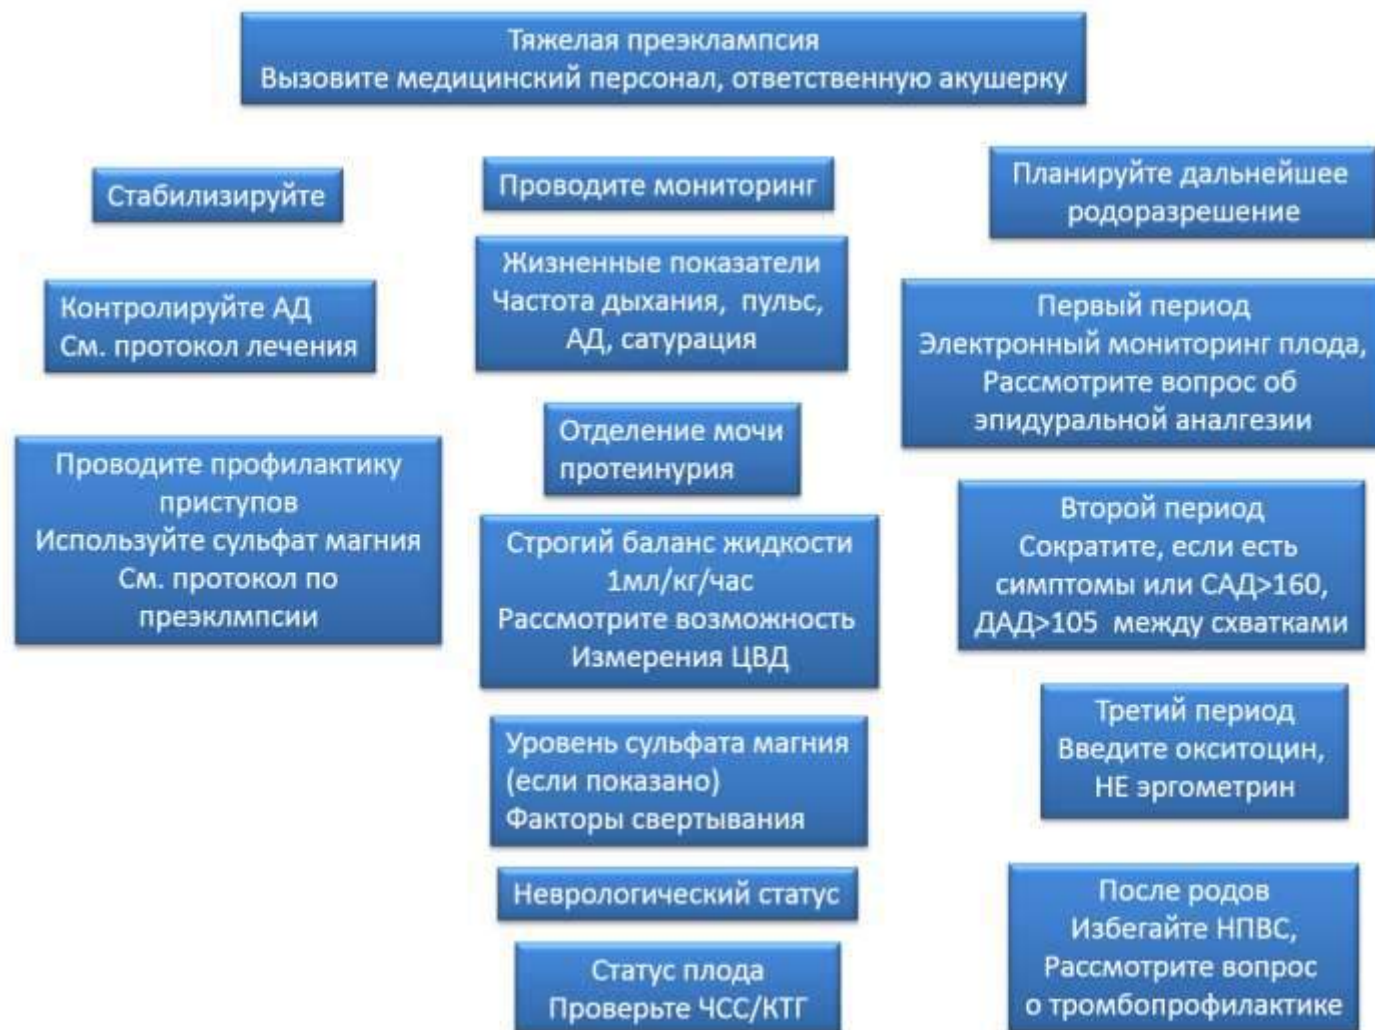 Тяжелая преэклампсия
Вызовите медицинский персонал, ответственную акушерку
Стабилизируйте
Контролируйте АД
См. протокол лечения
Проводите профилактику
приступов
Используйте сульфат магния
См. протокол по
преэклмпсии
Проводите мониторинг
Жизненные показатели
Частота дыхания, пульс,
АД, сатурация
Отделение мочи
протеинурия
Строгий баланс жидкости
1мл/кг/час
Рассмотрите возможность
Измерения ЦВД
Уровень сульфата магния
(если показано)
Факторы свертывания
Неврологический статус
Статус плода
Проверьте ЧСС/КТГ
Планируйте дальнейшее
родоразрешение
Первый период
Электронный мониторинг плода,
Рассмотрите вопрос об
эпидуральной аналгезии
Второй период
Сократите, если есть
симптомы или САД>160,
ДАД>105 между схватками
Третий период
Введите окситоцин,
НЕ эргометрин
После родов
Избегайте НПВС,
Рассмотрите вопрос
о тромбопрофилактике